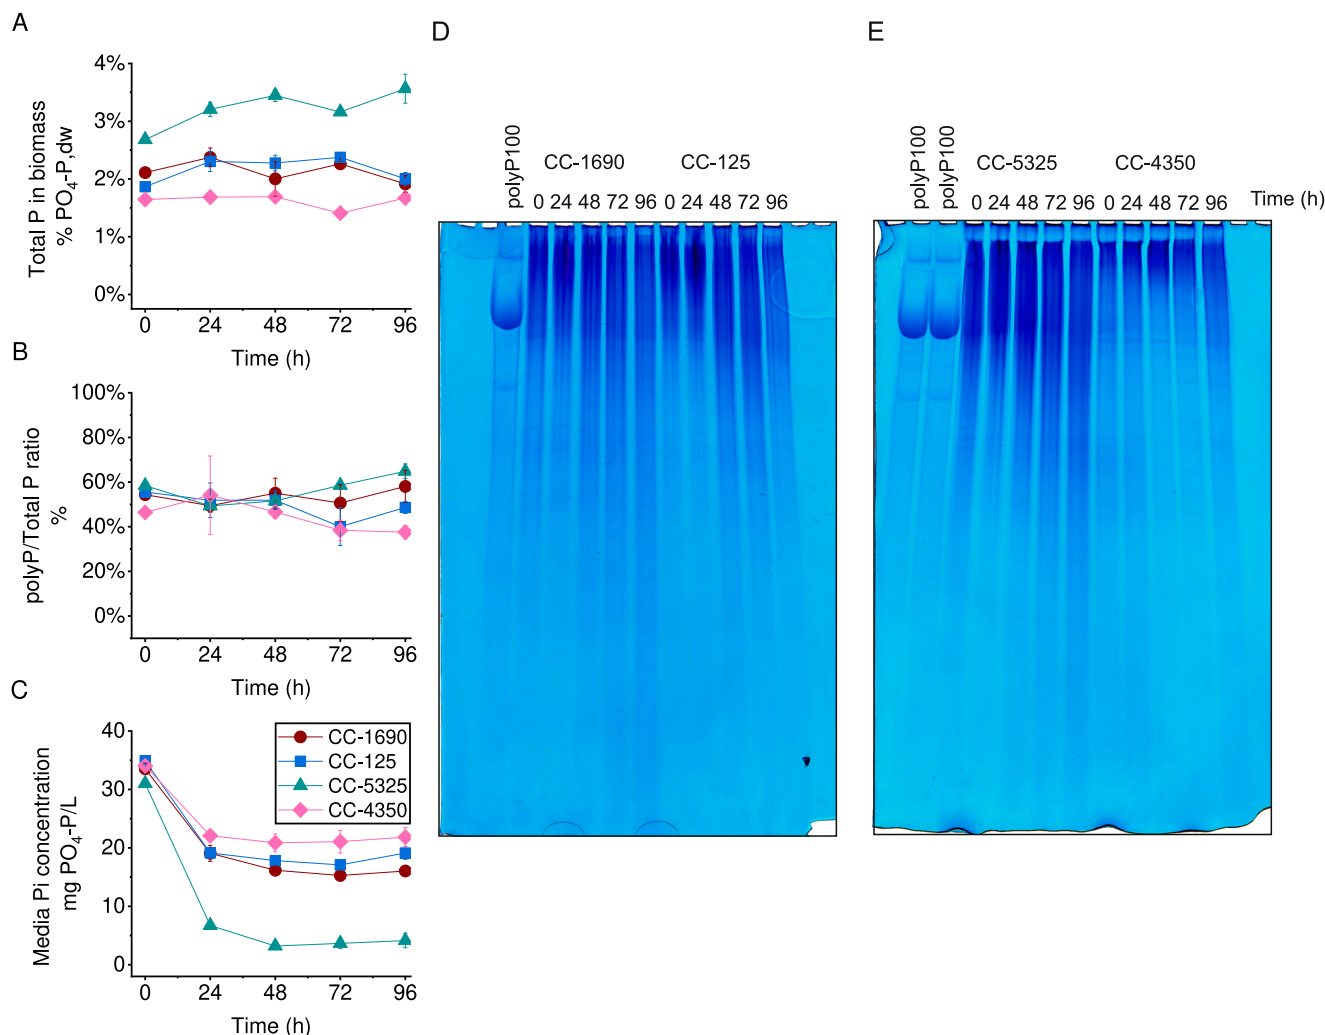 A
Total P in biomass
% PO₄-P,dw
4%
3%
2%
1%
0%
0 24 48 72 96
Time (h)
B
polyP/Total P ratio
%
100%
80%
60%
40%
20%
0%
0 24 48 72 96
Time (h)
C
Media Pi concentration
mg PO₄-P/L
40
30
20
10
0
CC-1690
CC-125
CC-5325
CC-4350
0 24 48 72 96
Time (h)
D
polyP100
CC-1690 CC-125
0 24 48 72 96 0 24 48 72 96
E
polyP100
polyP100
CC-5325 CC-4350
0 24 48 72 96 0 24 48 72 96 Time (h)